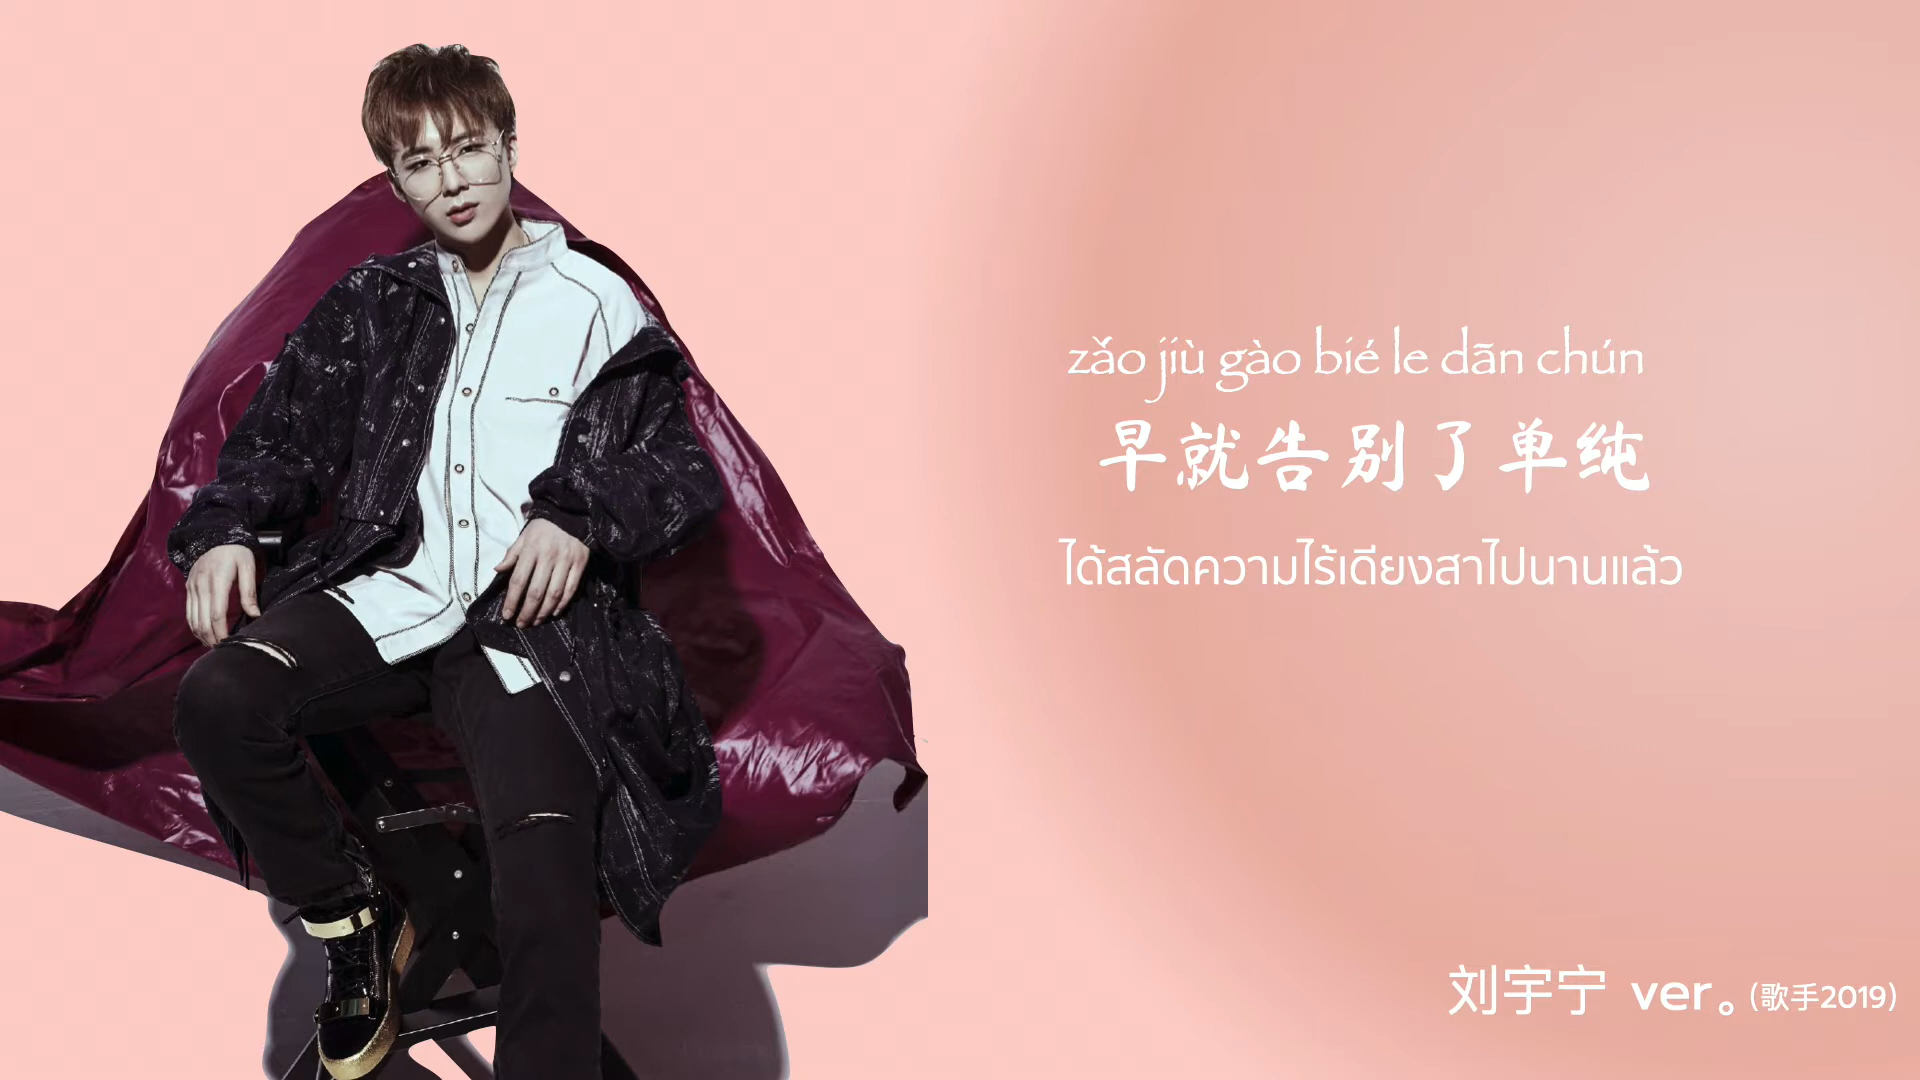 zǎo jiù gào bié le dān chún
早就告别了单纯
ได้สลัดความไร้เดียงสาไปนานแล้ว
刘宇宁 ver。(歌手2019)